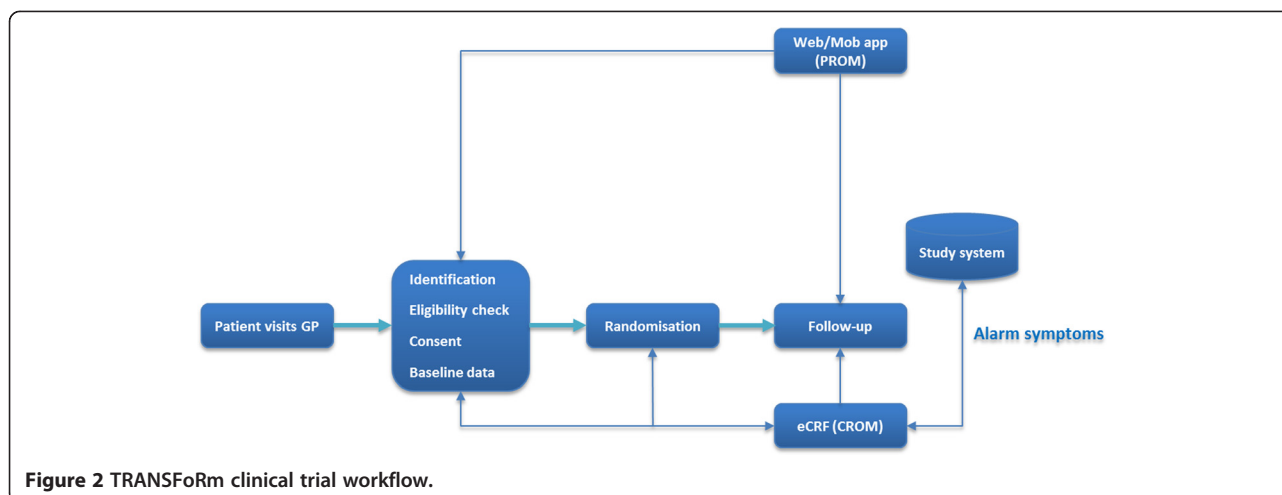 Web/Mob app
(PROM)
Study system
Identification
Eligibility check
Consent
Baseline data
Patient visits GP
Randomisation
Follow-up
Alarm symptoms
eCRF (CROM)
Figure 2 TRANSFoRm clinical trial workflow.